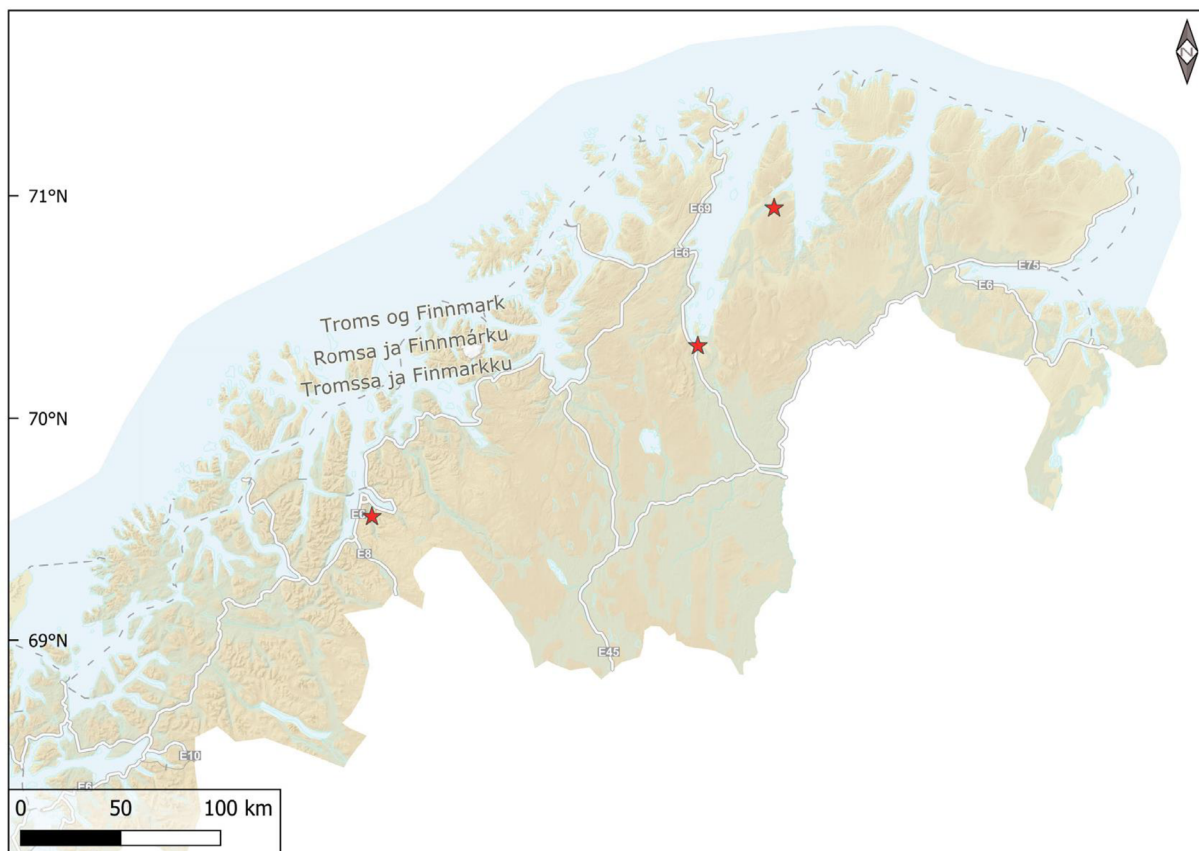 N
71°N
E69
E6
E75
E6
Troms og Finnmark
Romsa ja Finnmárku
Tromssa ja Finmarkku
70°N
E8
69°N
E45
E10
E6
0 50 100 km